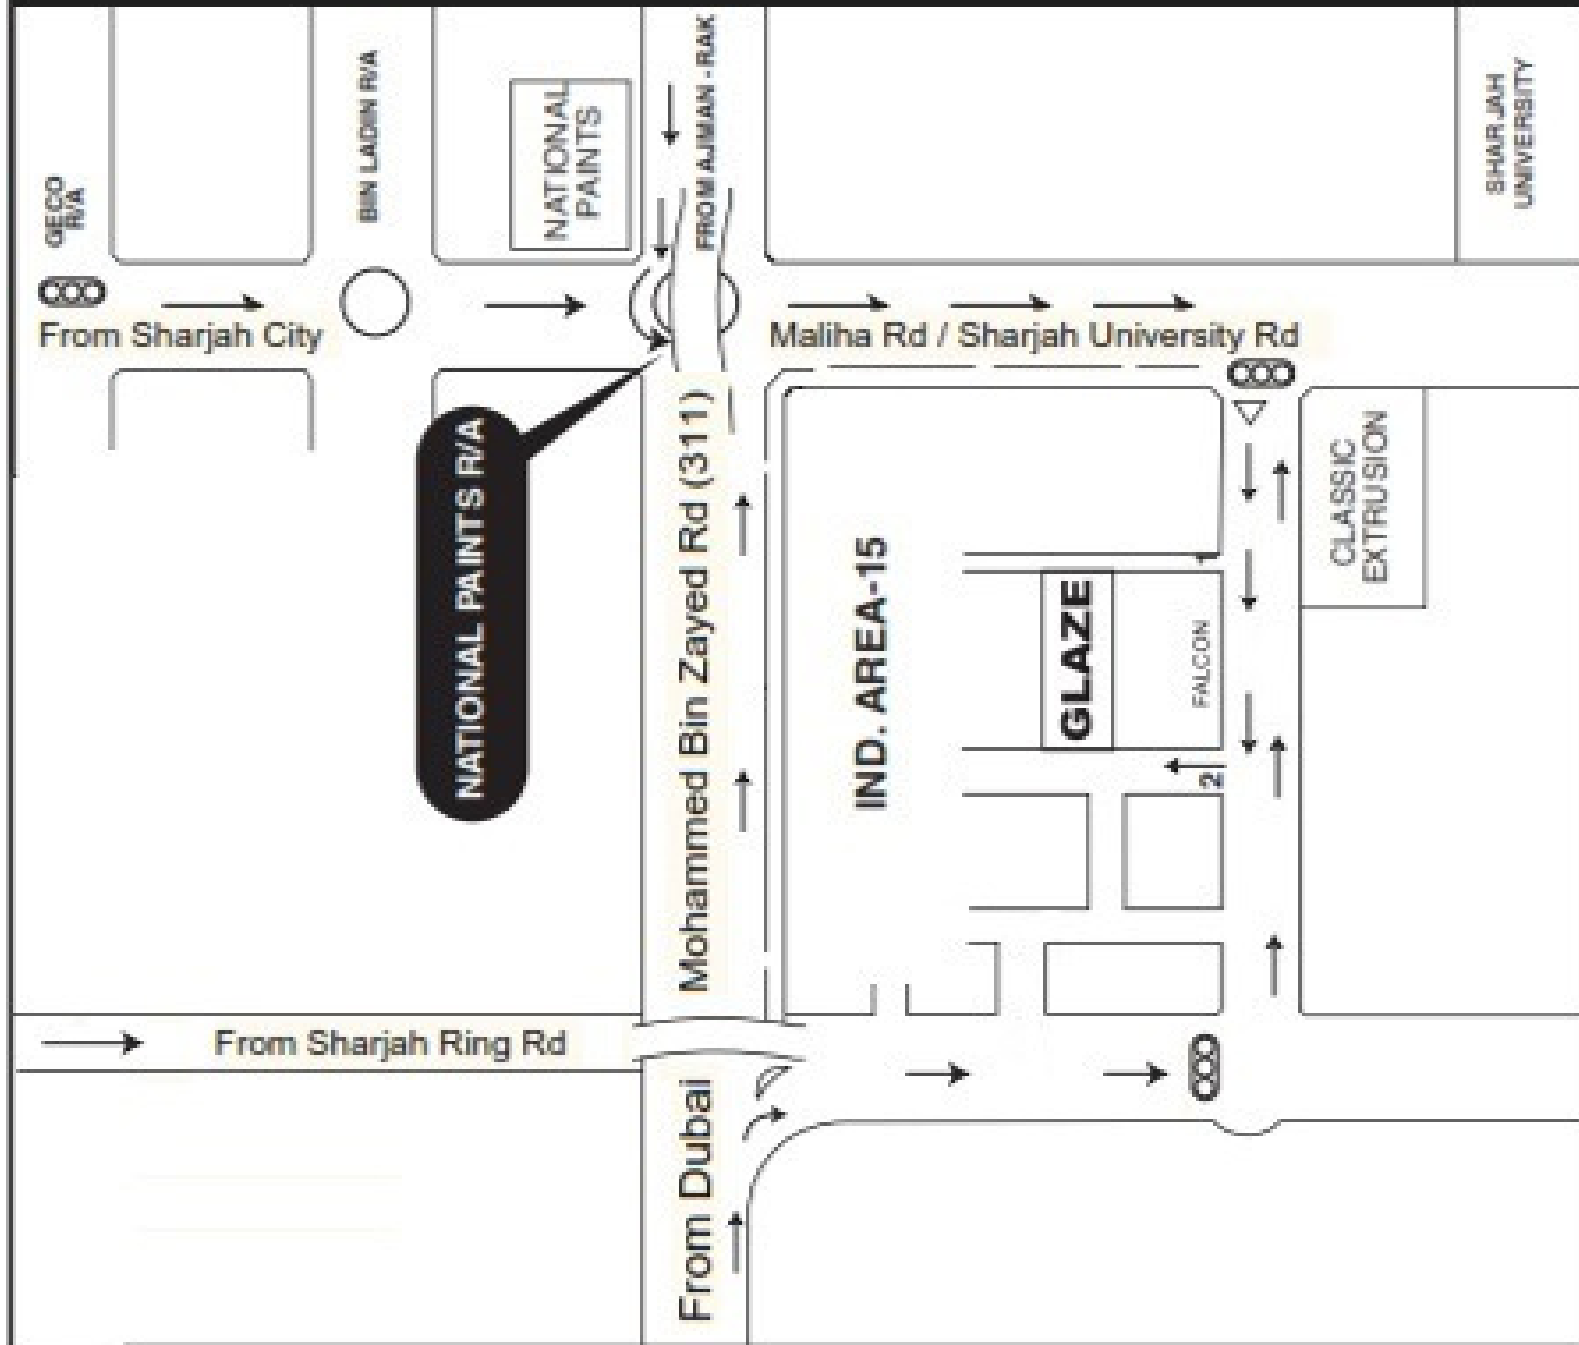 GECO
R/A
BIN LADIN R/A
NATIONAL
PAINTS
FROM AJMAN - RAK
SHARJAH
UNIVERSITY
From Sharjah City
Maliha Rd / Sharjah University Rd
NATIONAL PAINTS R/A
Mohammed Bin Zayed Rd (311)
IND. AREA-15
1
GLAZE
FALCON
CLASSIC
EXTRUSION
2
From Sharjah Ring Rd
From Dubai